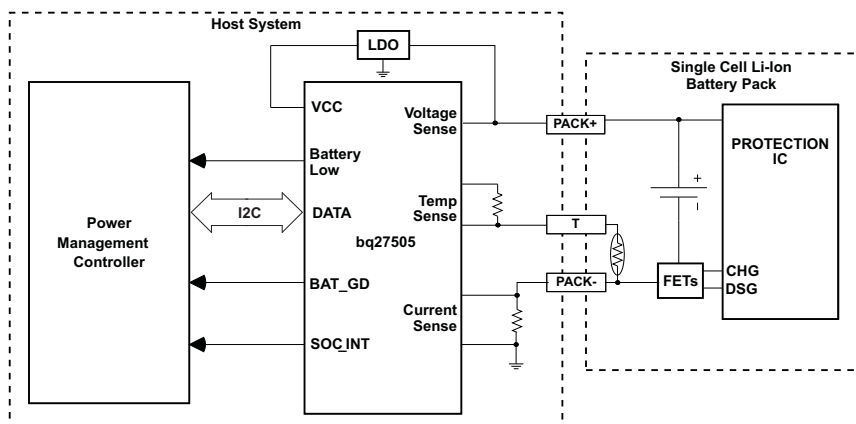 Host System
LDO
Single Cell Li-Ion
Battery Pack
VCC
Voltage
Sense
PACK+
PROTECTION
IC
Battery
Low
+
–
I2C
DATA
Temp
Sense
T
Power
Management
Controller
bq27505
BAT_GD
PACK-
FETs
CHG
DSG
Current
Sense
SOC_INT